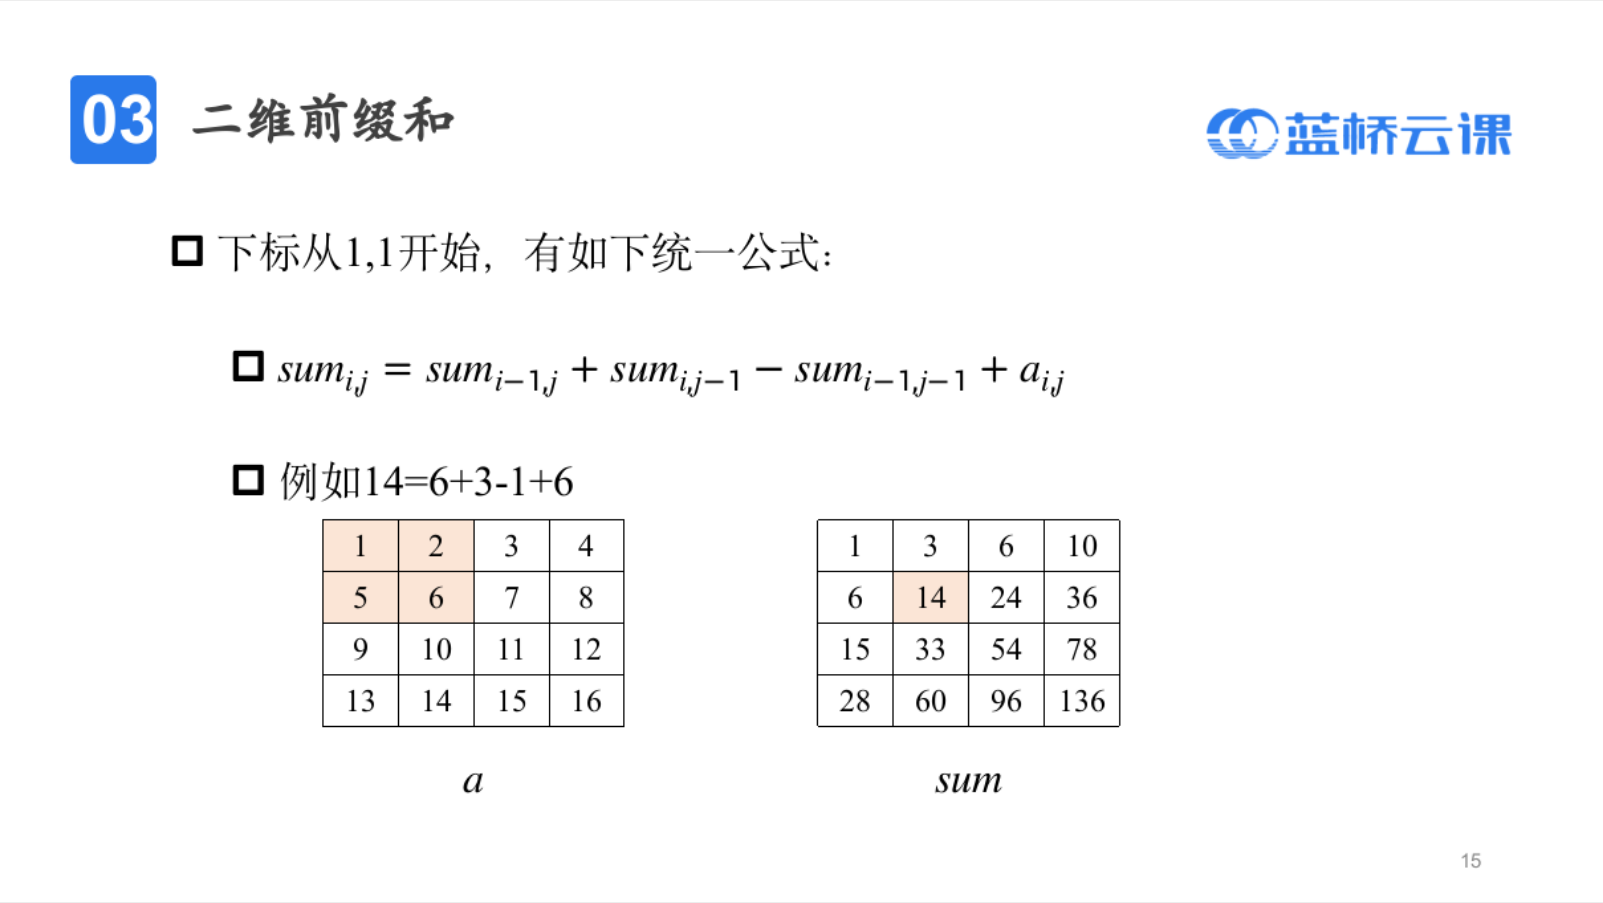 03 二维前缀和
蓝桥云课
下标从1,1开始，有如下统一公式：
sum_{i,j} = sum_{i-1,j} + sum_{i,j-1} − sum_{i-1,j-1} + a_{i,j}
例如14=6+3-1+6
1 2 3 4
5 6 7 8
9 10 11 12
13 14 15 16
a
1 3 6 10
6 14 24 36
15 33 54 78
28 60 96 136
sum
15